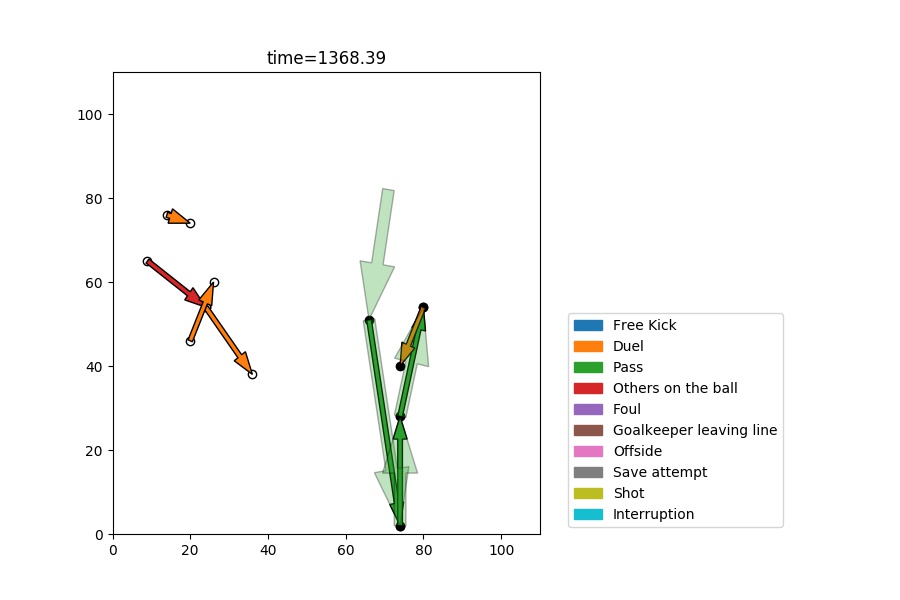 time=1368.39
100
80
60
40
20
0
0 20 40 60 80 100
Free Kick
Duel
Pass
Others on the ball
Foul
Goalkeeper leaving line
Offside
Save attempt
Shot
Interruption